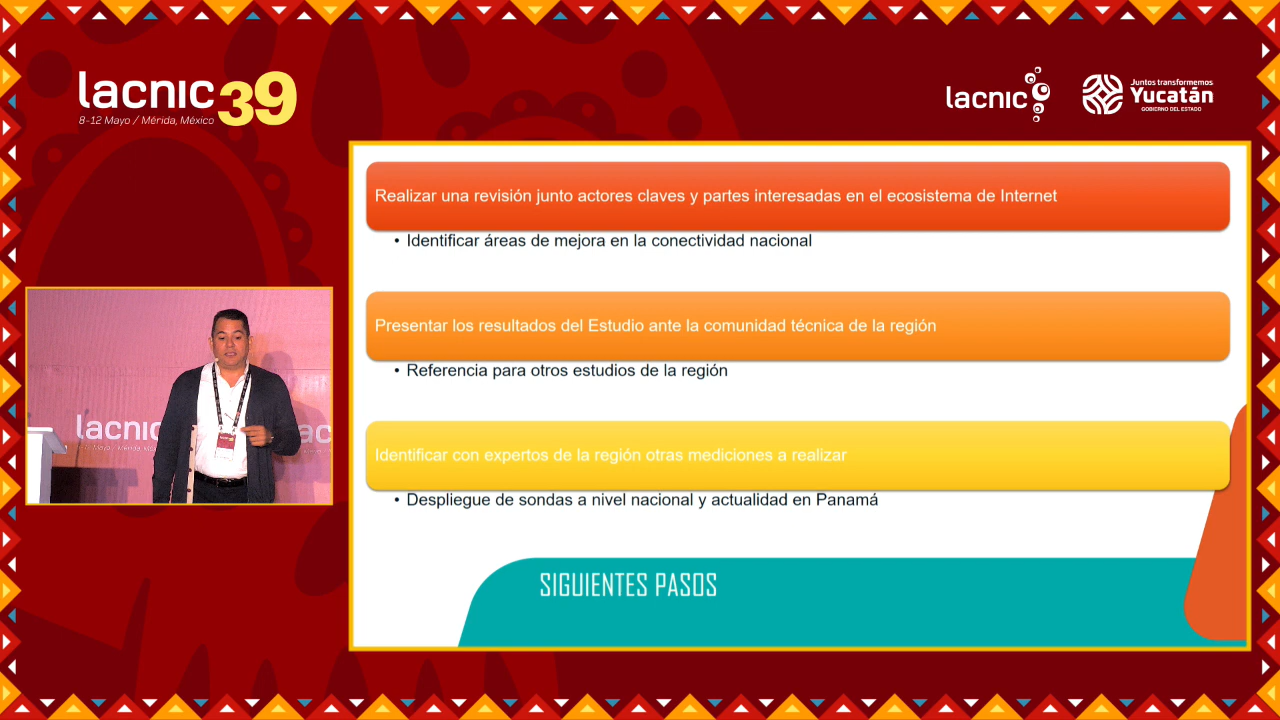 lacnic 39
8-12 Mayo / Mérida, México
lacnic
Juntos transformemos
Yucatán
GOBIERNO DEL ESTADO
Realizar una revisión junto actores claves y partes interesadas en el ecosistema de Internet
• Identificar áreas de mejora en la conectividad nacional
Presentar los resultados del Estudio ante la comunidad técnica de la región
• Referencia para otros estudios de la región
Identificar con expertos de la región otras mediciones a realizar
• Despliegue de sondas a nivel nacional y actualidad en Panamá
SIGUIENTES PASOS
lacnic